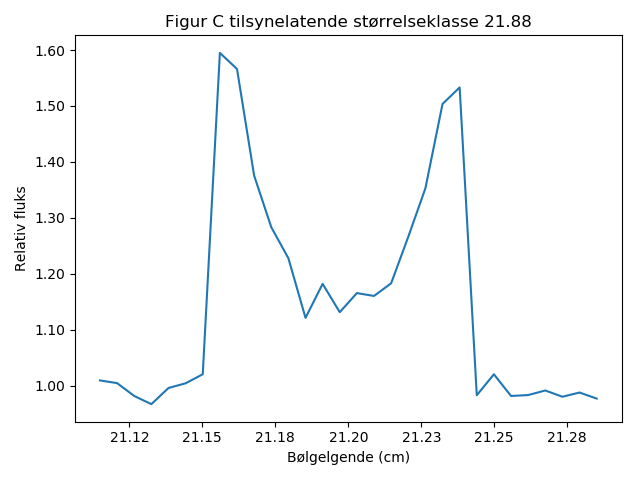 Figur C tilsynelatende størrelseklasse 21.88
1.60
1.50
1.40
1.30
1.20
1.10
1.00
Relativ fluks
21.12 21.15 21.18 21.20 21.23 21.25 21.28
Bølgelgende (cm)